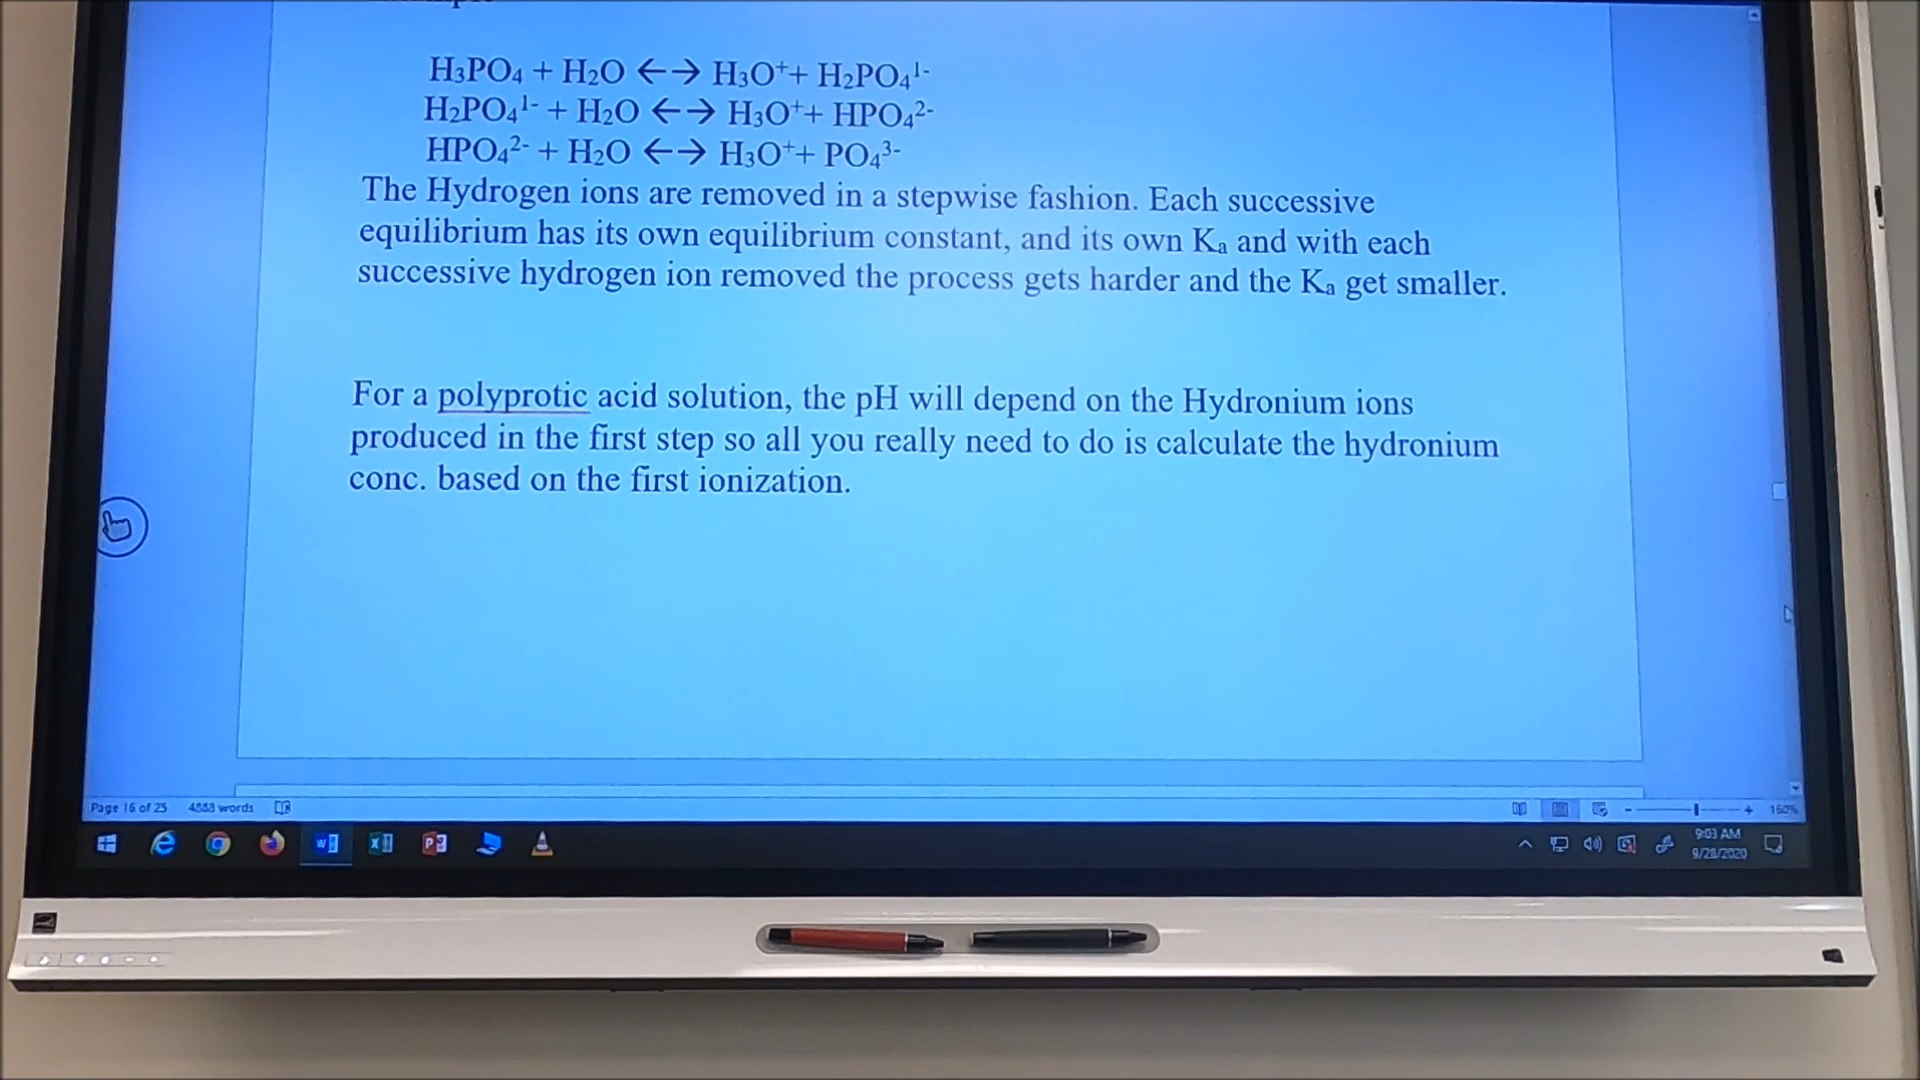 H₃PO₄ + H₂O ←→ H₃O⁺+ H₂PO₄¹⁻
H₂PO₄¹⁻ + H₂O ←→ H₃O⁺+ HPO₄²⁻
HPO₄²⁻ + H₂O ←→ H₃O⁺+ PO₄³⁻
The Hydrogen ions are removed in a stepwise fashion. Each successive
equilibrium has its own equilibrium constant, and its own Kₐ and with each
successive hydrogen ion removed the process gets harder and the Kₐ get smaller.
For a polyprotic acid solution, the pH will depend on the Hydronium ions
produced in the first step so all you really need to do is calculate the hydronium
conc. based on the first ionization.
Page 16 of 25 words
9:03 AM
9/28/2020